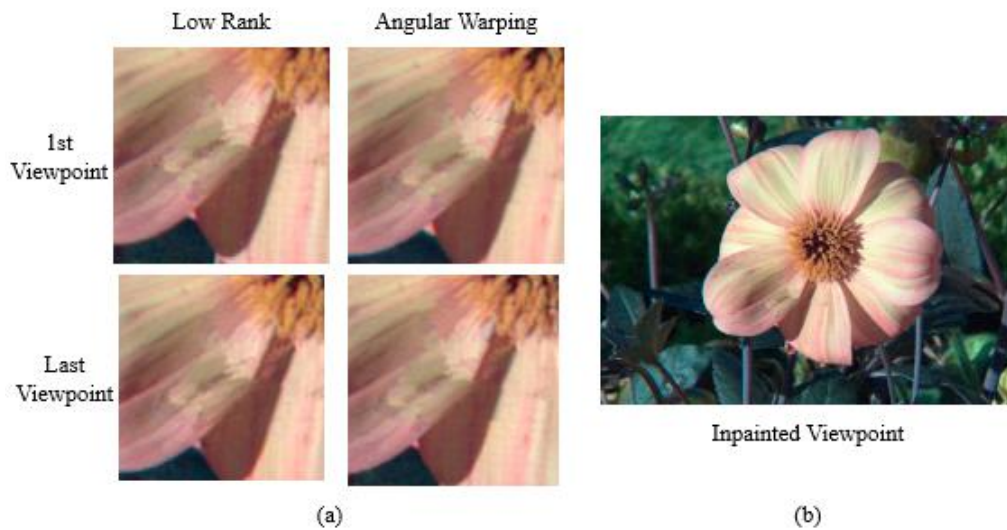 Low Rank
Angular Warping
1st
Viewpoint
Last
Viewpoint
Inpainted Viewpoint
(a)
(b)